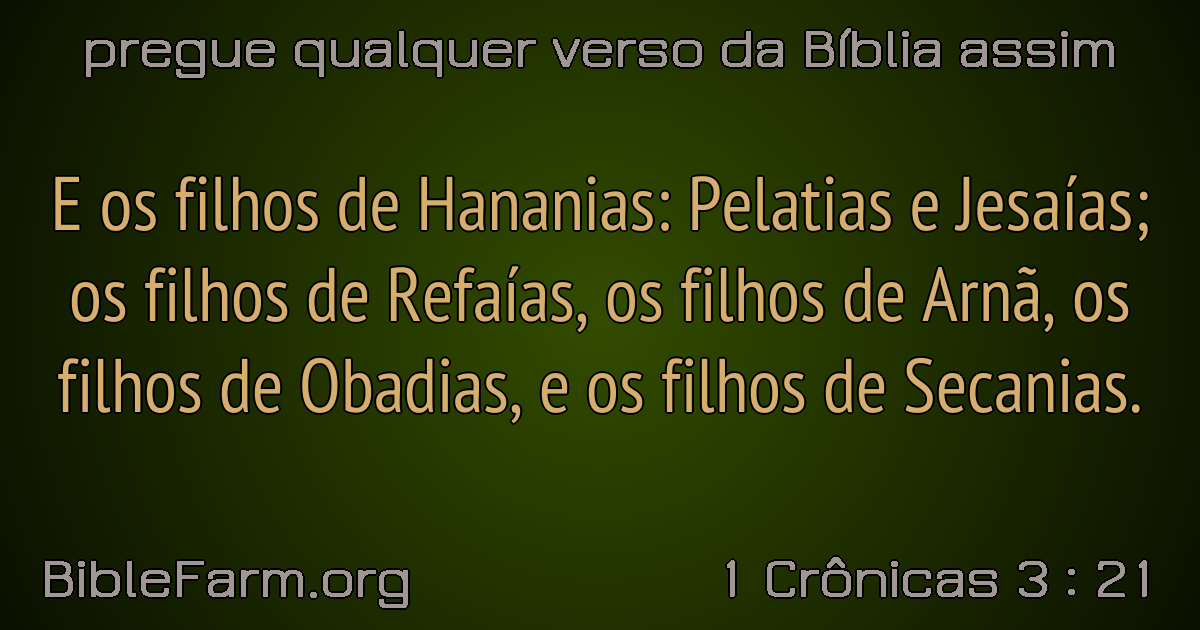 pregue qualquer verso da Bíblia assim
E os filhos de Hananias: Pelatias e Jesaías;
os filhos de Refaías, os filhos de Arnã, os
filhos de Obadias, e os filhos de Secanias.
BibleFarm.org
1 Crônicas 3 : 21